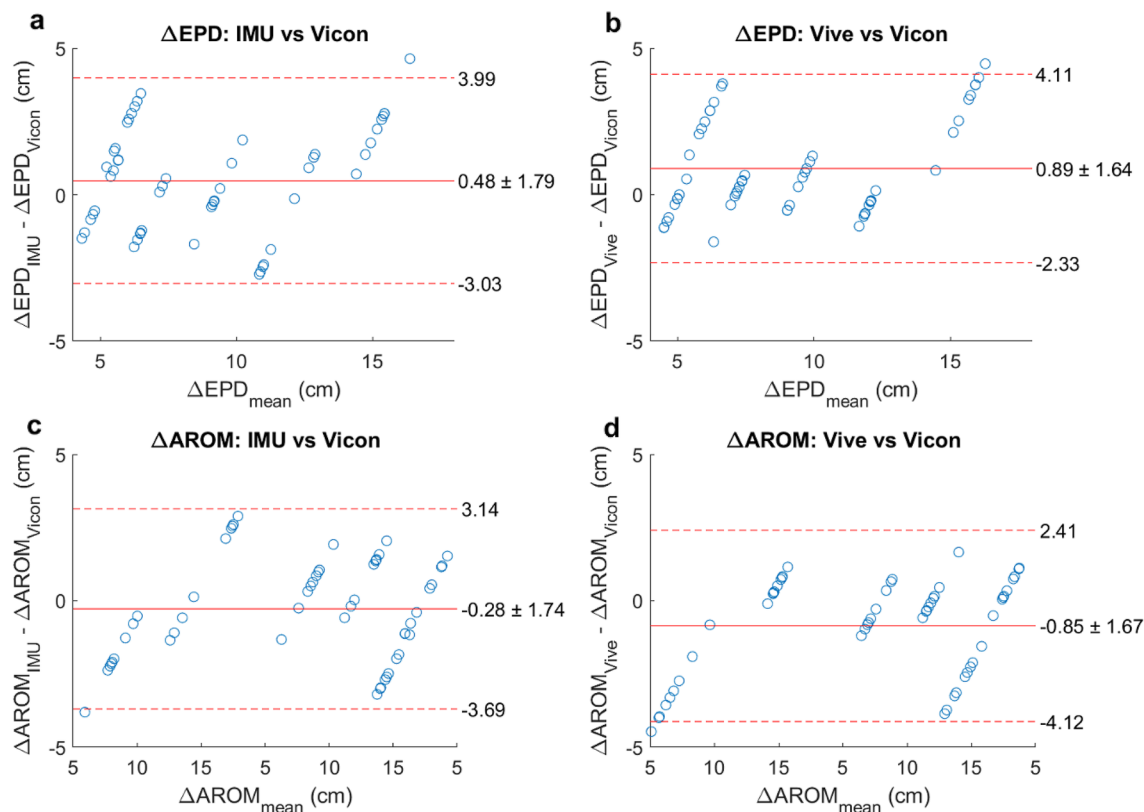 a
ΔEPD: IMU vs Vicon
ΔEPD_IMU - ΔEPD_Vicon (cm)
5
0
-5
3.99
0.48 ± 1.79
-3.03
5
10
15
ΔEPD_mean (cm)
b
ΔEPD: Vive vs Vicon
ΔEPD_Vive - ΔEPD_Vicon (cm)
5
0
-5
4.11
0.89 ± 1.64
-2.33
5
10
15
ΔEPD_mean (cm)
c
ΔAROM: IMU vs Vicon
ΔAROM_IMU - ΔAROM_Vicon (cm)
5
0
-5
3.14
-0.28 ± 1.74
-3.69
5
10
15
5
10
15
5
ΔAROM_mean (cm)
d
ΔAROM: Vive vs Vicon
ΔAROM_Vive - ΔAROM_Vicon (cm)
5
0
-5
2.41
-0.85 ± 1.67
-4.12
5
10
15
5
10
15
5
ΔAROM_mean (cm)